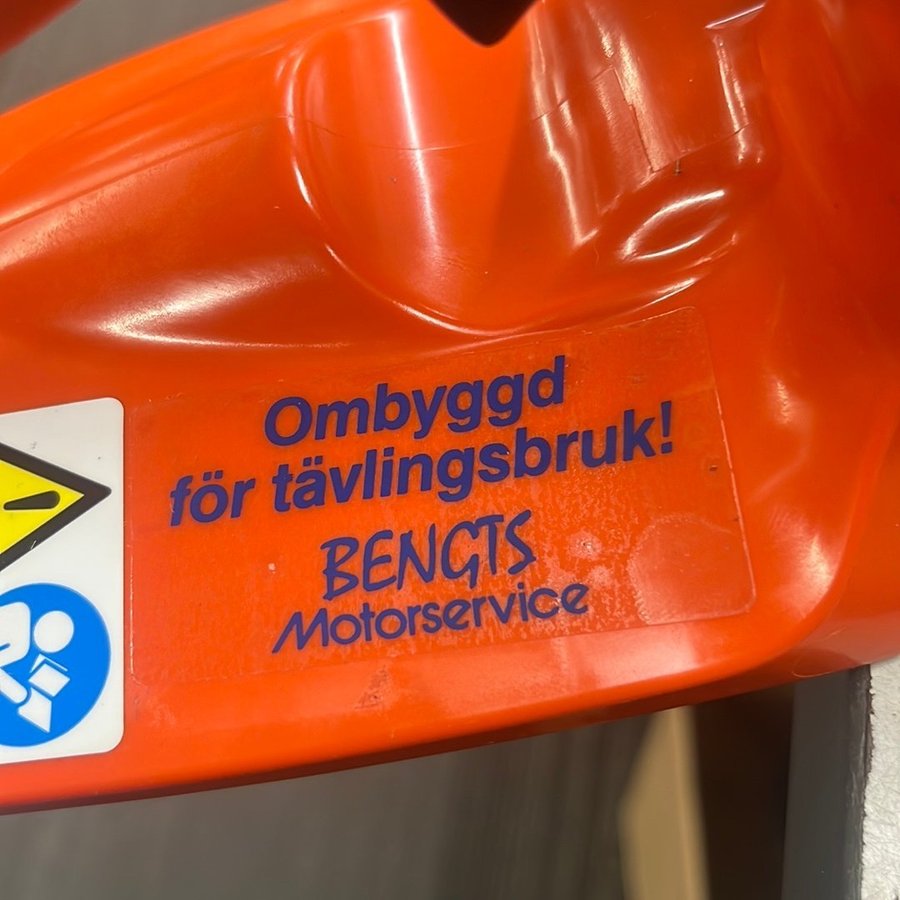 Ombyggd
för tävlingsbruk!
BENGTS
Motorservice